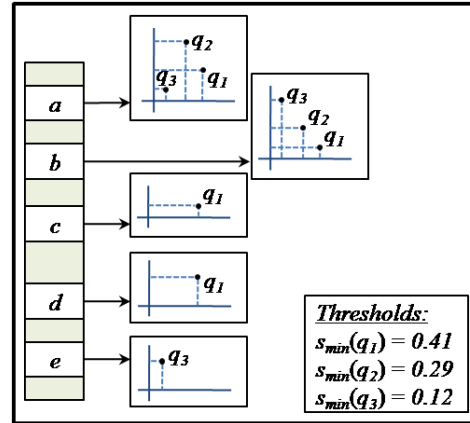 a
q2
q3
q1
b
q3
q2
q1
c
q1
d
q1
e
q3
Thresholds:
smin(q1) = 0.41
smin(q2) = 0.29
smin(q3) = 0.12